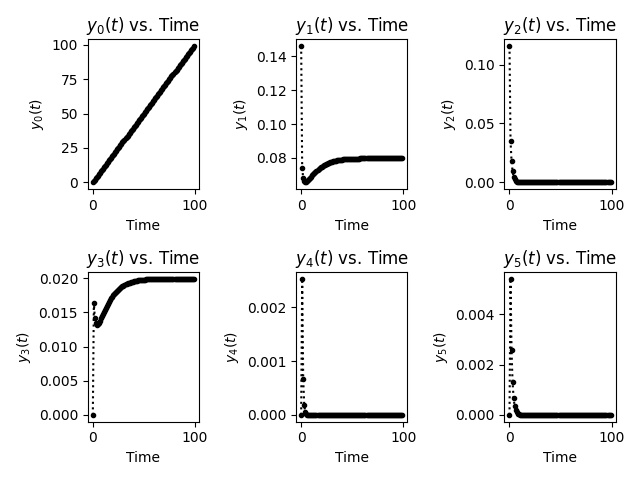 y₀(t) vs. Time
100
75
50
25
0
y₀(t)
0
100
Time
y₁(t) vs. Time
0.14
0.12
0.10
0.08
y₁(t)
0
100
Time
y₂(t) vs. Time
0.10
0.05
0.00
y₂(t)
0
100
Time
y₃(t) vs. Time
0.020
0.015
0.010
0.005
0.000
y₃(t)
0
100
Time
y₄(t) vs. Time
0.002
0.001
0.000
y₄(t)
0
100
Time
y₅(t) vs. Time
0.004
0.002
0.000
y₅(t)
0
100
Time